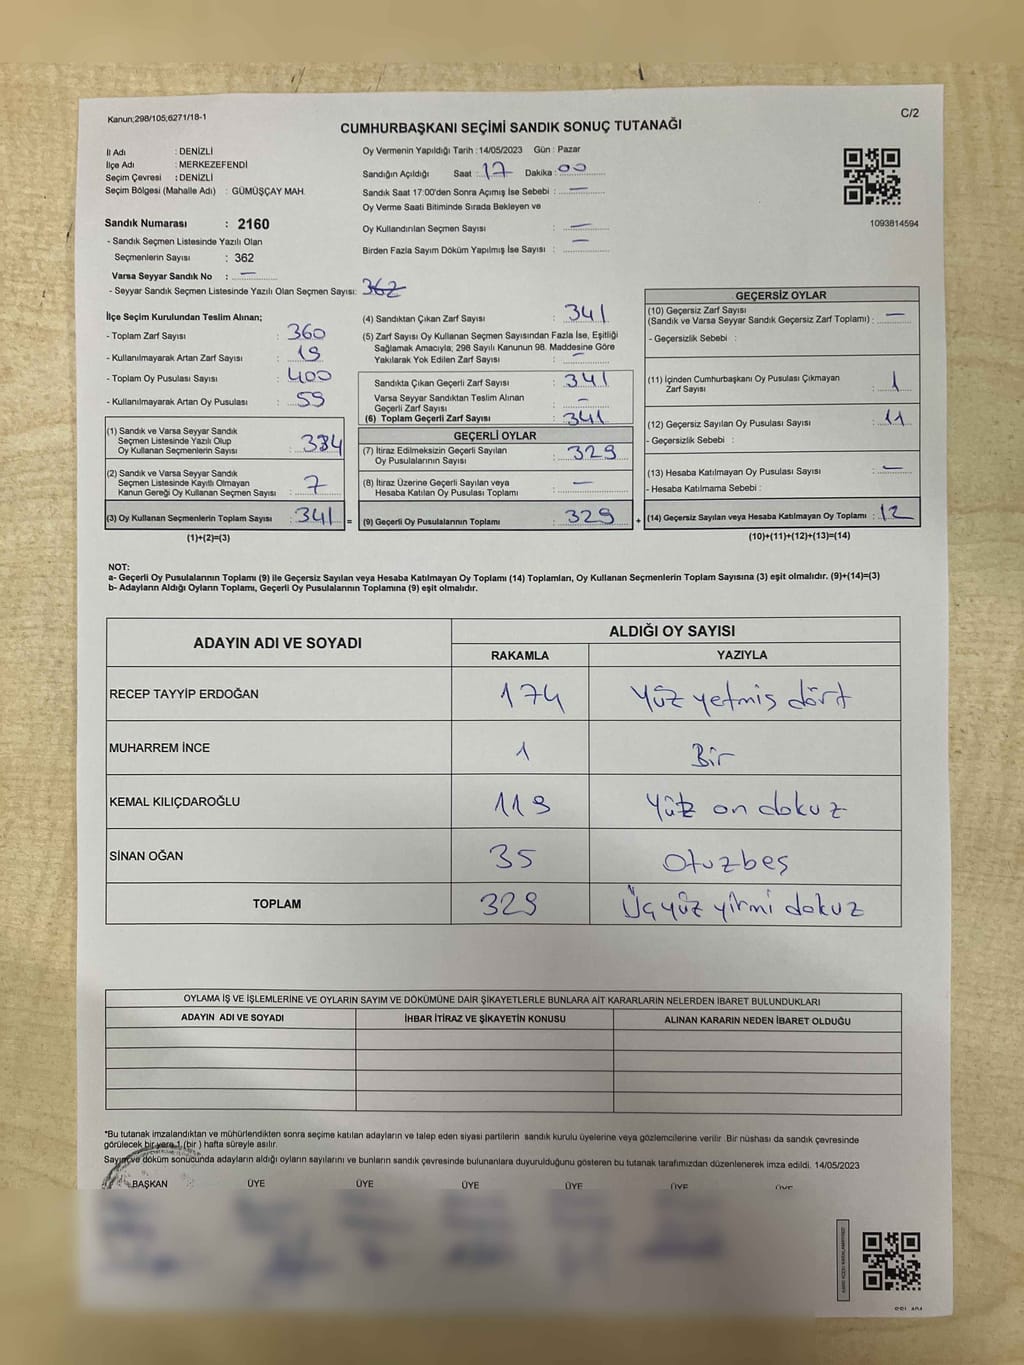 Kanun;298/105;6271/18-1
C/2
CUMHURBAŞKANI SEÇİMİ SANDIK SONUÇ TUTANAĞI
İl Adı : DENİZLİ
İlçe Adı : MERKEZEFENDİ
Seçim Çevresi : DENİZLİ
Seçim Bölgesi (Mahalle Adı) : GÜMÜŞÇAY MAH.
Sandık Numarası : 2160
- Sandık Seçmen Listesinde Yazılı Olan
Seçmenlerin Sayısı : 362
Varsa Seyyar Sandık No : —
- Seyyar Sandık Seçmen Listesinde Yazılı Olan Seçmen Sayısı: 362
Oy Vermenin Yapıldığı Tarih : 14/05/2023 Gün : Pazar
Sandığın Açıldığı Saat : 17 Dakika : 00
Sandık Saat 17:00'den Sonra Açımış İse Sebebi : —
Oy Verme Saati Bitiminde Sırada Bekleyen ve
Oy Kullandırılan Seçmen Sayısı : —
Birden Fazla Sayım Döküm Yapılmış İse Sayısı : —
1093814594
İlçe Seçim Kurulundan Teslim Alınan;
- Toplam Zarf Sayısı : 360
- Kullanılmayarak Artan Zarf Sayısı : 19
- Toplam Oy Pusulası Sayısı : 400
- Kullanılmayarak Artan Oy Pusulası : 59
(1) Sandık ve Varsa Seyyar Sandık
Seçmen Listesinde Yazılı Olup
Oy Kullanan Seçmenlerin Sayısı : 334
(2) Sandık ve Varsa Seyyar Sandık
Seçmen Listesinde Kayıtlı Olmayan
Kanun Gereği Oy Kullanan Seçmen Sayısı : 7
(3) Oy Kullanan Seçmenlerin Toplam Sayısı : 341 =
(1)+(2)=(3)
(4) Sandıktan Çıkan Zarf Sayısı : 341
(5) Zarf Sayısı Oy Kullanan Seçmen Sayısından Fazla İse, Eşitliği
Sağlamak Amacıyla; 298 Sayılı Kanunun 98. Maddesine Göre
Yakılarak Yok Edilen Zarf Sayısı : —
Sandıkta Çıkan Geçerli Zarf Sayısı : 341
Varsa Seyyar Sandıktan Teslim Alınan
Geçerli Zarf Sayısı : -
(6) Toplam Geçerli Zarf Sayısı : 341
GEÇERLİ OYLAR
(7) İtiraz Edilmeksizin Geçerli Sayılan
Oy Pusulalarının Sayısı : 329
(8) İtiraz Üzerine Geçerli Sayılan veya
Hesaba Katılan Oy Pusulası Toplamı : —
(9) Geçerli Oy Pusulalarının Toplamı : 329 +
GEÇERSİZ OYLAR
(10) Geçersiz Zarf Sayısı
(Sandık ve Varsa Seyyar Sandık Geçersiz Zarf Toplamı) : —
- Geçersizlik Sebebi :
(11) İçinden Cumhurbaşkanı Oy Pusulası Çıkmayan
Zarf Sayısı : 1
(12) Geçersiz Sayılan Oy Pusulası Sayısı : 11
- Geçersizlik Sebebi :
(13) Hesaba Katılmayan Oy Pusulası Sayısı : —
- Hesaba Katılmama Sebebi :
(14) Geçersiz Sayılan veya Hesaba Katılmayan Oy Toplamı : 12
(10)+(11)+(12)+(13)=(14)
NOT:
a- Geçerli Oy Pusulalarının Toplamı (9) ile Geçersiz Sayılan veya Hesaba Katılmayan Oy Toplamı (14) Toplamları, Oy Kullanan Seçmenlerin Toplam Sayısına (3) eşit olmalıdır. (9)+(14)=(3)
b- Adayların Aldığı Oyların Toplamı, Geçerli Oy Pusulalarının Toplamına (9) eşit olmalıdır.
ADAYIN ADI VE SOYADI ALDIĞI OY SAYISI
RAKAMLA YAZIYLA
RECEP TAYYİP ERDOĞAN 174 Yüz yetmiş dört
MUHARREM İNCE 1 Bir
KEMAL KILIÇDAROĞLU 119 Yüz on dokuz
SİNAN OĞAN 35 Otuzbeş
TOPLAM 329 Üçyüz yirmi dokuz
OYLAMA İŞ VE İŞLEMLERİNE VE OYLARIN SAYIM VE DÖKÜMÜNE DAİR ŞİKAYETLERLE BUNLARA AİT KARARLARIN NELERDEN İBARET BULUNDUKLARI
ADAYIN ADI VE SOYADI İHBAR İTİRAZ VE ŞİKAYETİN KONUSU ALINAN KARARIN NEDEN İBARET OLDUĞU
*Bu tutanak imzalandıktan ve mühürlendikten sonra seçime katılan adayların ve talep eden siyasi partilerin sandık kurulu üyelerine veya gözlemcilerine verilir. Bir nüshası da sandık çevresinde
görülecek bir yere 1 (bir) hafta süreyle asılır.
Sayım ve döküm sonucunda adayların aldığı oyların sayılarını ve bunların sandık çevresinde bulunanlara duyurulduğunu gösteren bu tutanak tarafımızdan düzenlenerek imza edildi. 14/05/2023
BAŞKAN ÜYE ÜYE ÜYE ÜYE ÜYE ÜYE